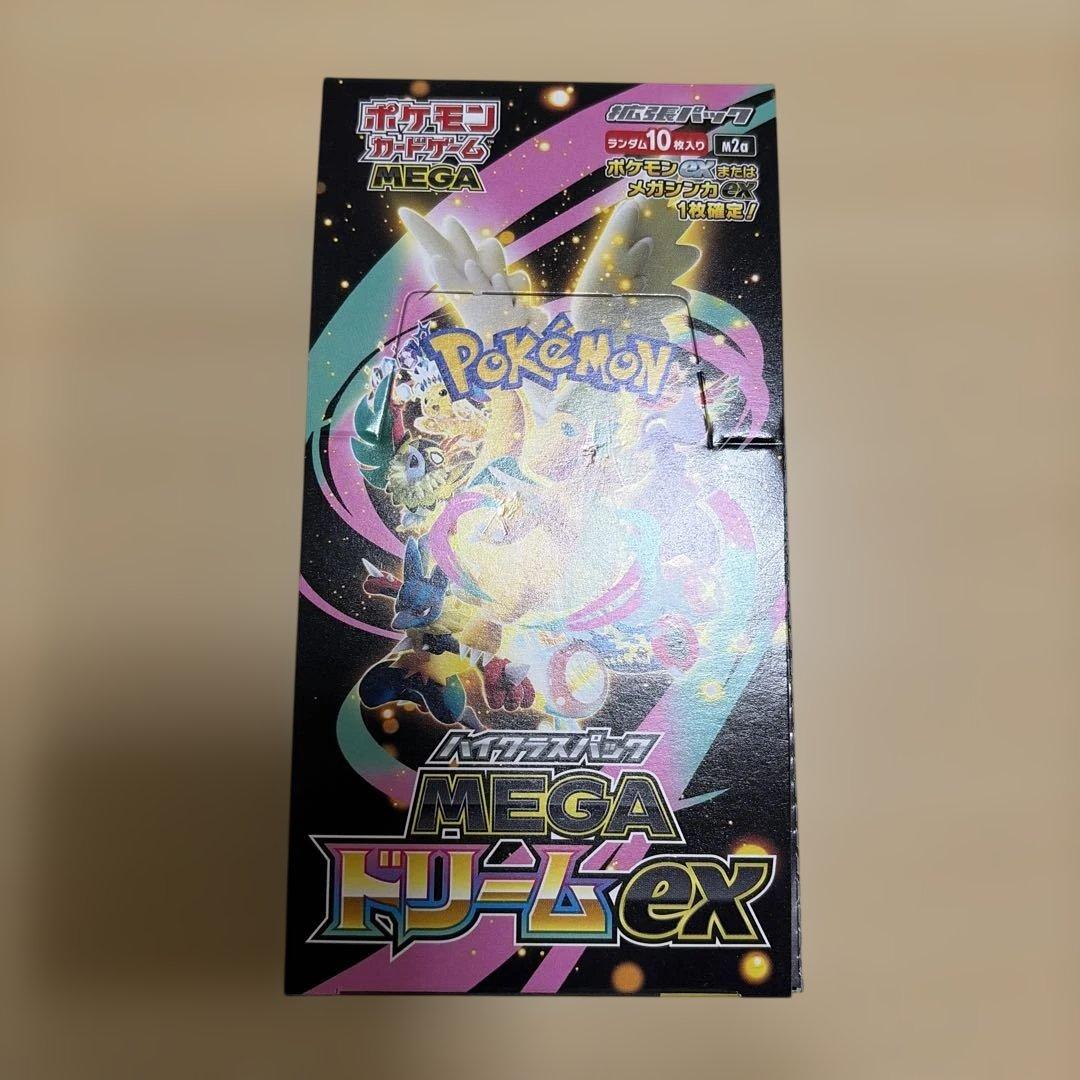 ポケモン
カードゲーム
MEGA
拡張パック
ランダム10枚入り M2a
ポケモンexまたは
メガシンカex
1枚確定!
POKéMON
ハイクラスパック
MEGA
ドリームex